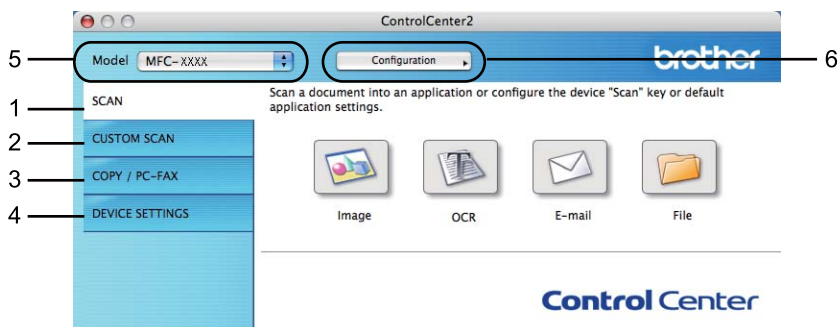 ControlCenter2
5
Model
MFC-XXXX
Configuration
brother
6
1
SCAN
Scan a document into an application or configure the device "Scan" key or default
application settings.
2
CUSTOM SCAN
3
COPY / PC-FAX
4
DEVICE SETTINGS
Image
OCR
E-mail
File
Control Center